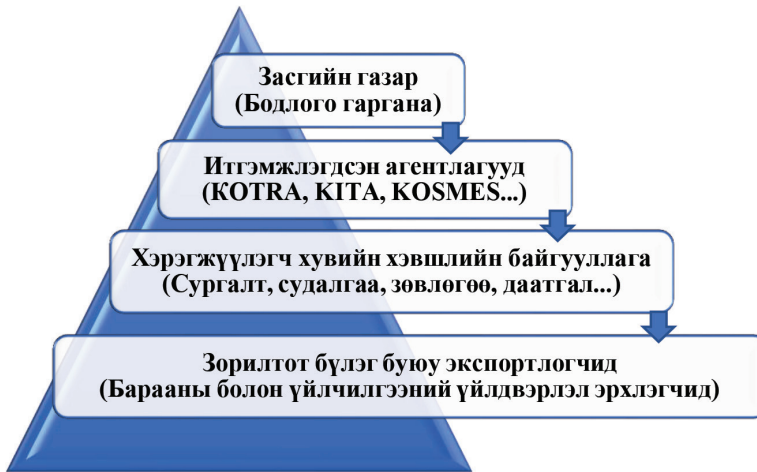 Засгийн газар
(Бодлого гаргана)
Итгэмжлэгдсэн агентлагууд
(KOTRA, KITA, KOSMES...)
Хэрэгжүүлэгч хувийн хэвшлийн байгууллага
(Сургалт, судалгаа, зөвлөгөө, даатгал...)
Зорилтот бүлэг буюу экспортлогчид
(Барааны болон үйлчилгээний үйлдвэрлэл эрхлэгчид)